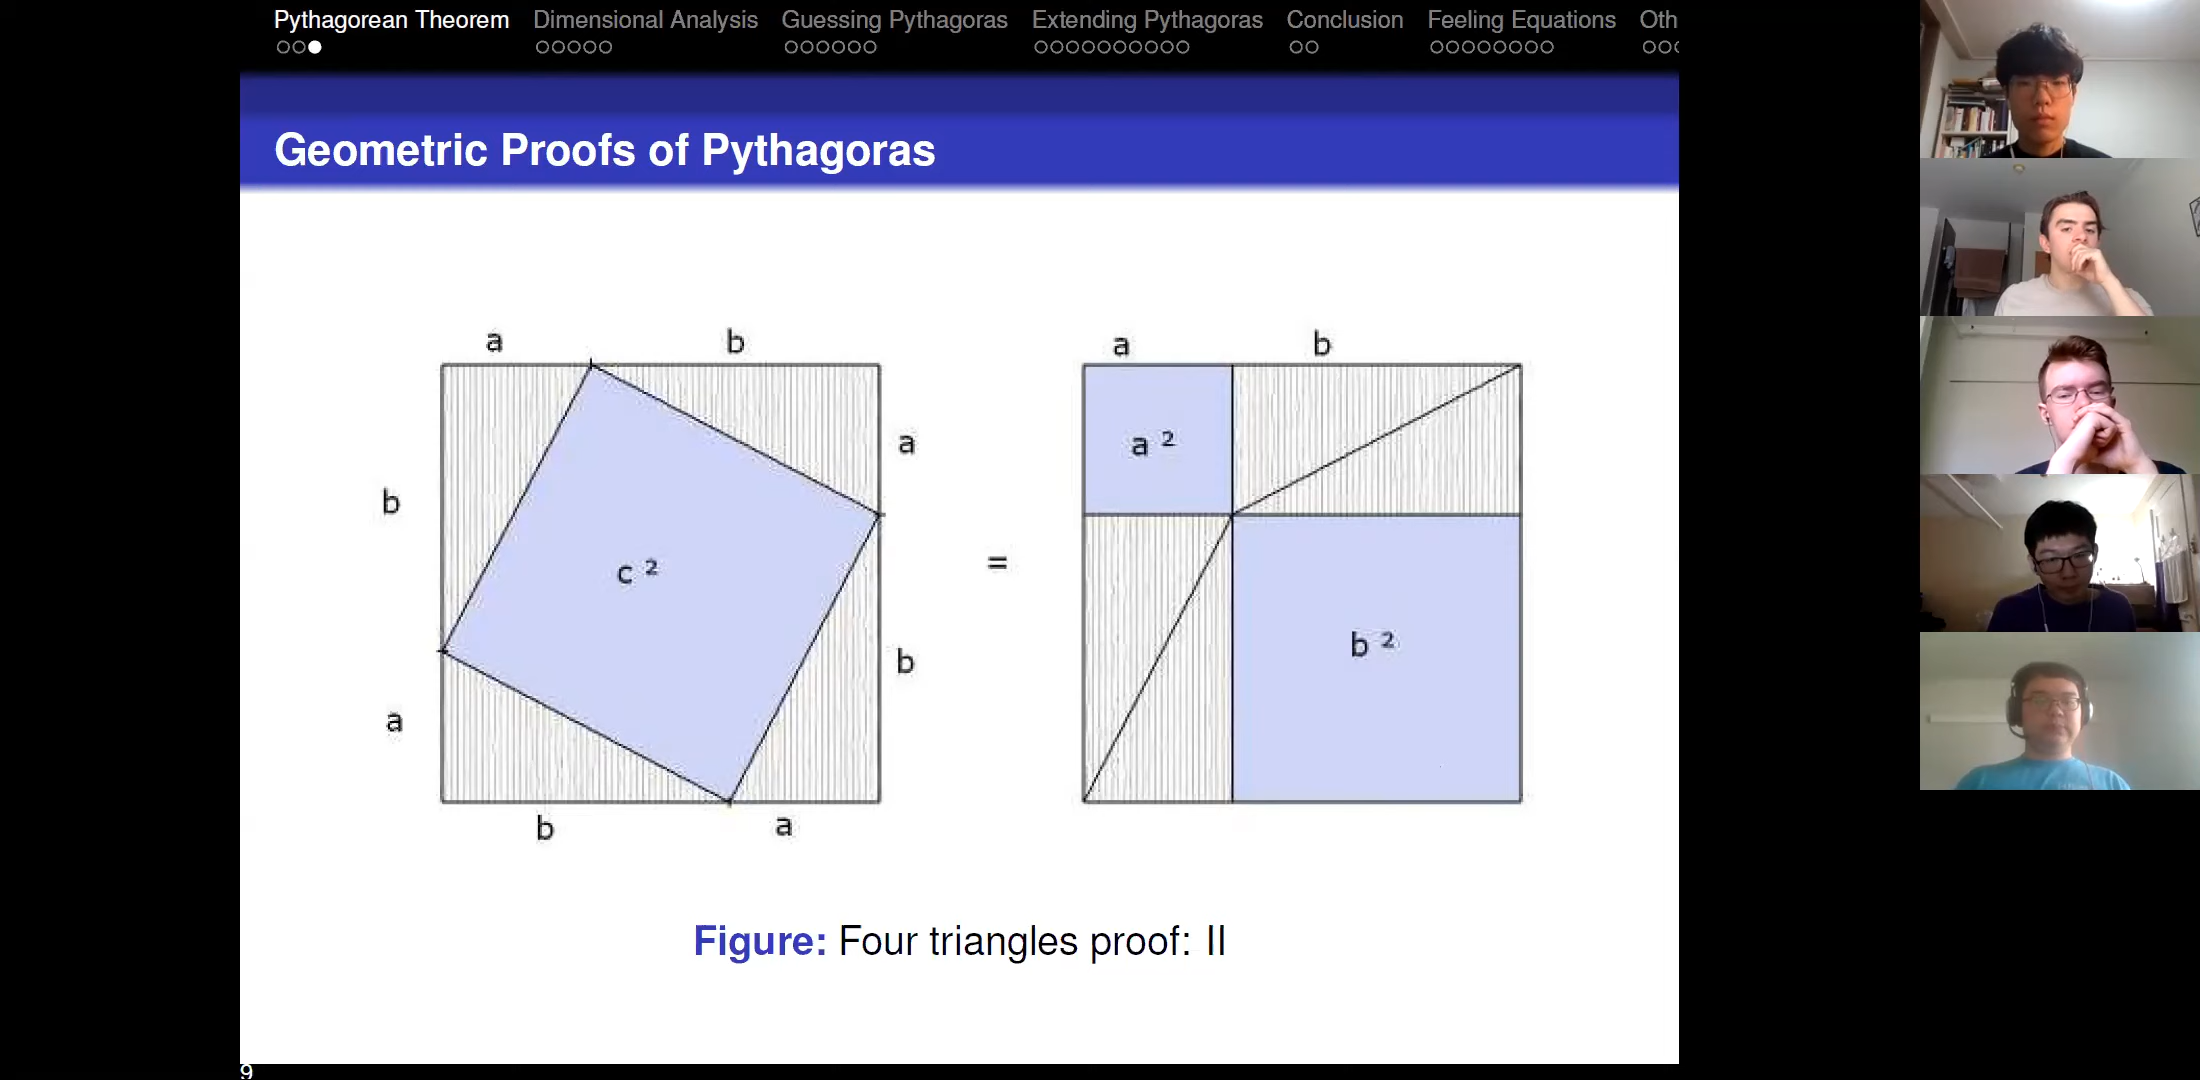 Pythagorean Theorem Dimensional Analysis Guessing Pythagoras Extending Pythagoras Conclusion Feeling Equations Oth
Geometric Proofs of Pythagoras
a b a b
b a
a ²
c ² =
b ²
a b
b a
Figure: Four triangles proof: II
9